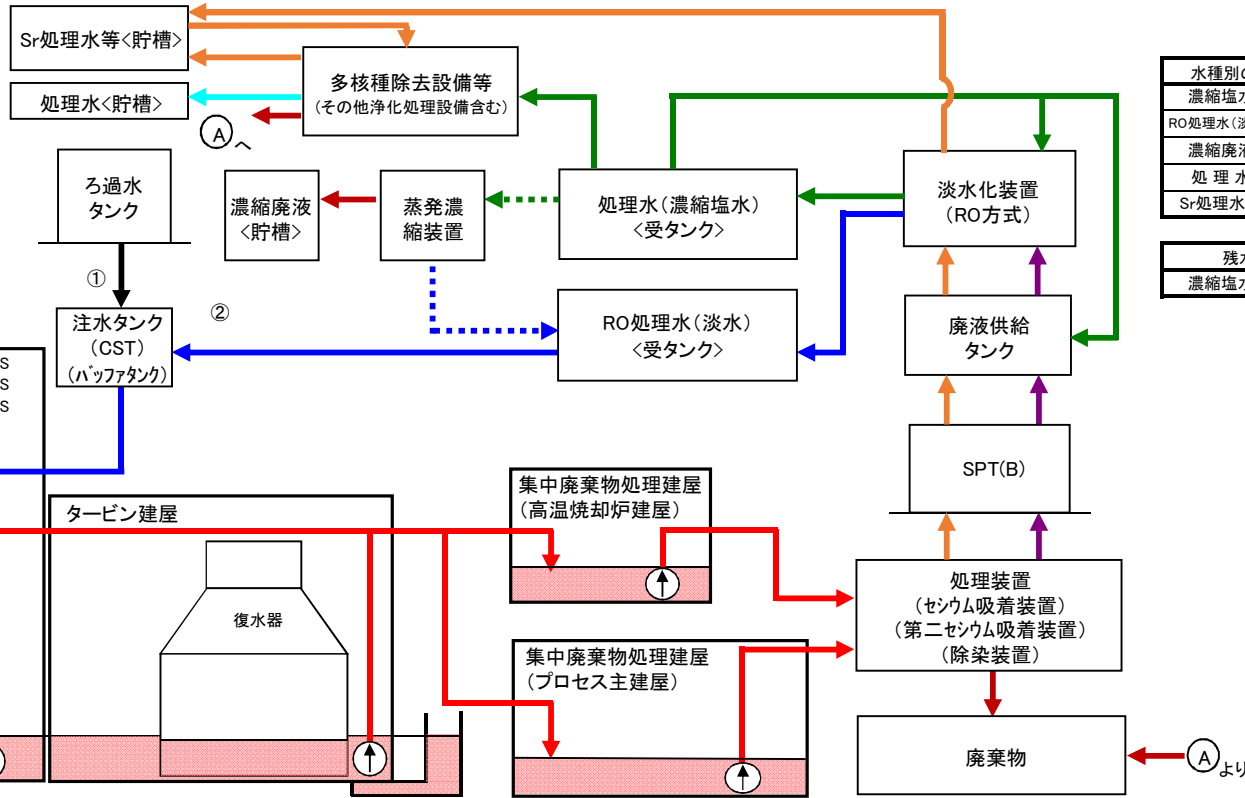 Sr処理水等<貯槽>
処理水<貯槽>
多核種除去設備等
(その他浄化処理設備含む)
A へ
ろ過水
タンク
濃縮廃液
<貯槽>
蒸発濃
縮装置
処理水(濃縮塩水)
<受タンク>
淡水化装置
(RO方式)
①
②
注水タンク
(CST)
(バッファタンク)
RO処理水(淡水)
<受タンク>
廃液供給
タンク
SPT(B)
S
S
S
タービン建屋
復水器
集中廃棄物処理建屋
(高温焼却炉建屋)
集中廃棄物処理建屋
(プロセス主建屋)
処理装置
(セシウム吸着装置)
(第二セシウム吸着装置)
(除染装置)
廃棄物
A より
水種別
濃縮塩
RO処理水(
濃縮廃
処 理
Sr処理水
残
濃縮塩